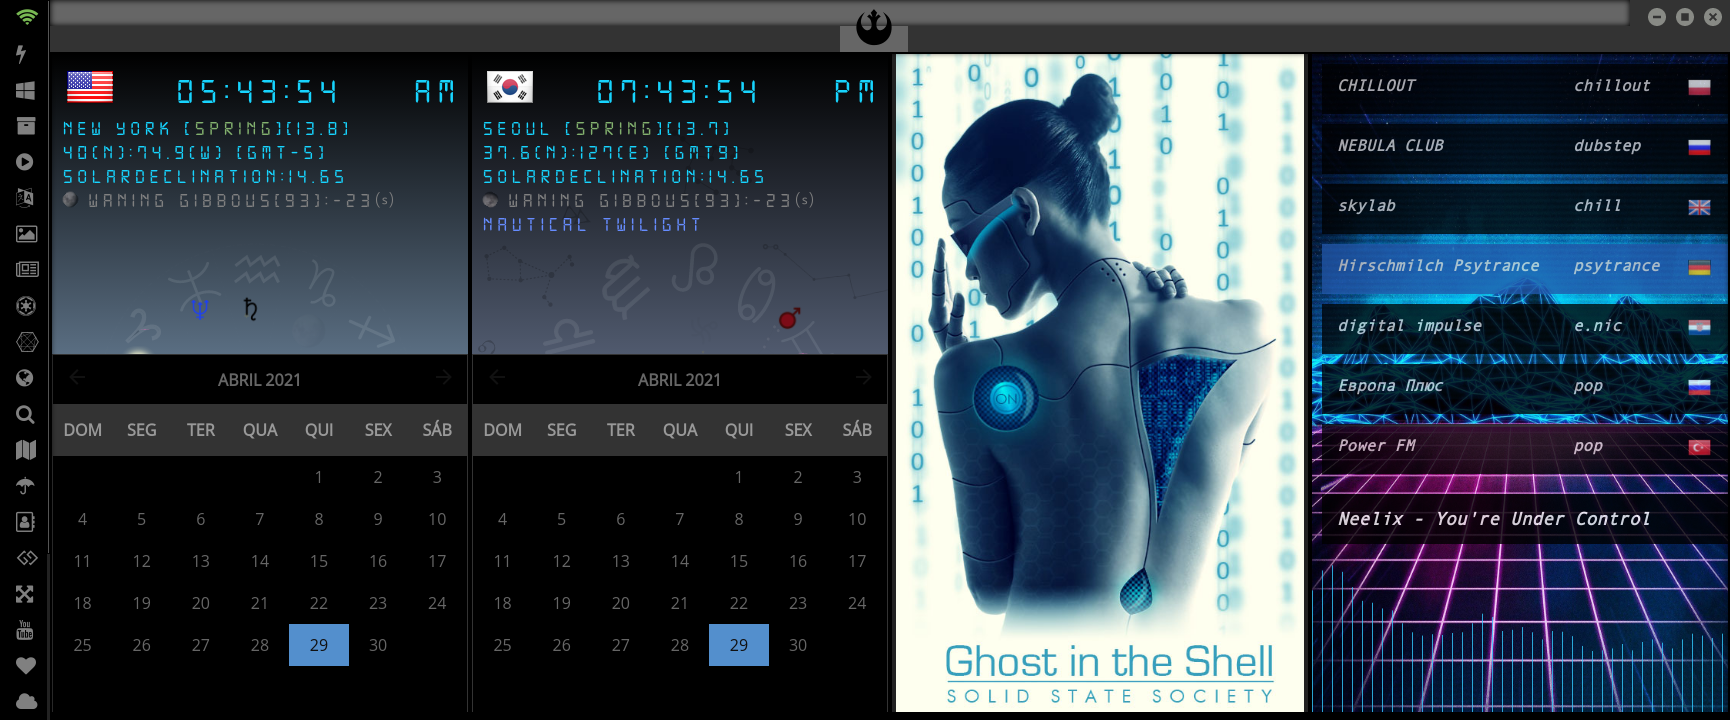 05:43:54 AM
NEW YORK [SPRING][13.8]
40(N):74.9(W) [GMT-5]
SOLARDECLINATION:14.65
WANING GIBBOUS[93]:-23(s)
ABRIL 2021
DOM SEG TER QUA QUI SEX SÁB
1 2 3
4 5 6 7 8 9 10
11 12 13 14 15 16 17
18 19 20 21 22 23 24
25 26 27 28 29 30
07:43:54 PM
SEOUL [SPRING][13.7]
37.6(N):127(E) [GMT9]
SOLARDECLINATION:14.65
WANING GIBBOUS[93]:-23(s)
NAUTICAL TWILIGHT
ABRIL 2021
DOM SEG TER QUA QUI SEX SÁB
1 2 3
4 5 6 7 8 9 10
11 12 13 14 15 16 17
18 19 20 21 22 23 24
25 26 27 28 29 30
ON
Ghost in the Shell
SOLID STATE SOCIETY
CHILLOUT chillout
NEBULA CLUB dubstep
skylab chill
Hirschmilch Psytrance psytrance
digital impulse e.nic
Европа Плюс pop
Power FM pop
Neelix - You're Under Control
You
Tube